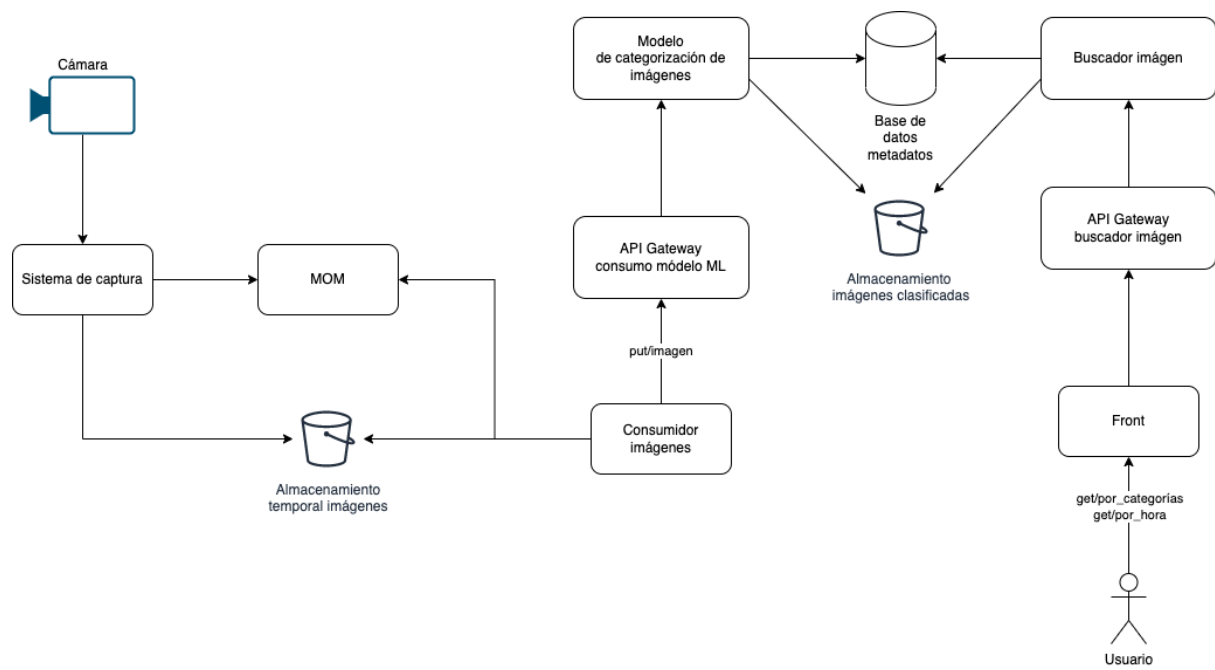 Cámara
Sistema de captura
MOM
Almacenamiento
temporal imágenes
Modelo
de categorización de
imágenes
API Gateway
consumo módelo ML
put/imagen
Consumidor
imágenes
Base de
datos
metadatos
Almacenamiento
imágenes clasificadas
Buscador imágen
API Gateway
buscador imágen
Front
get/por_categorías
get/por_hora
Usuario